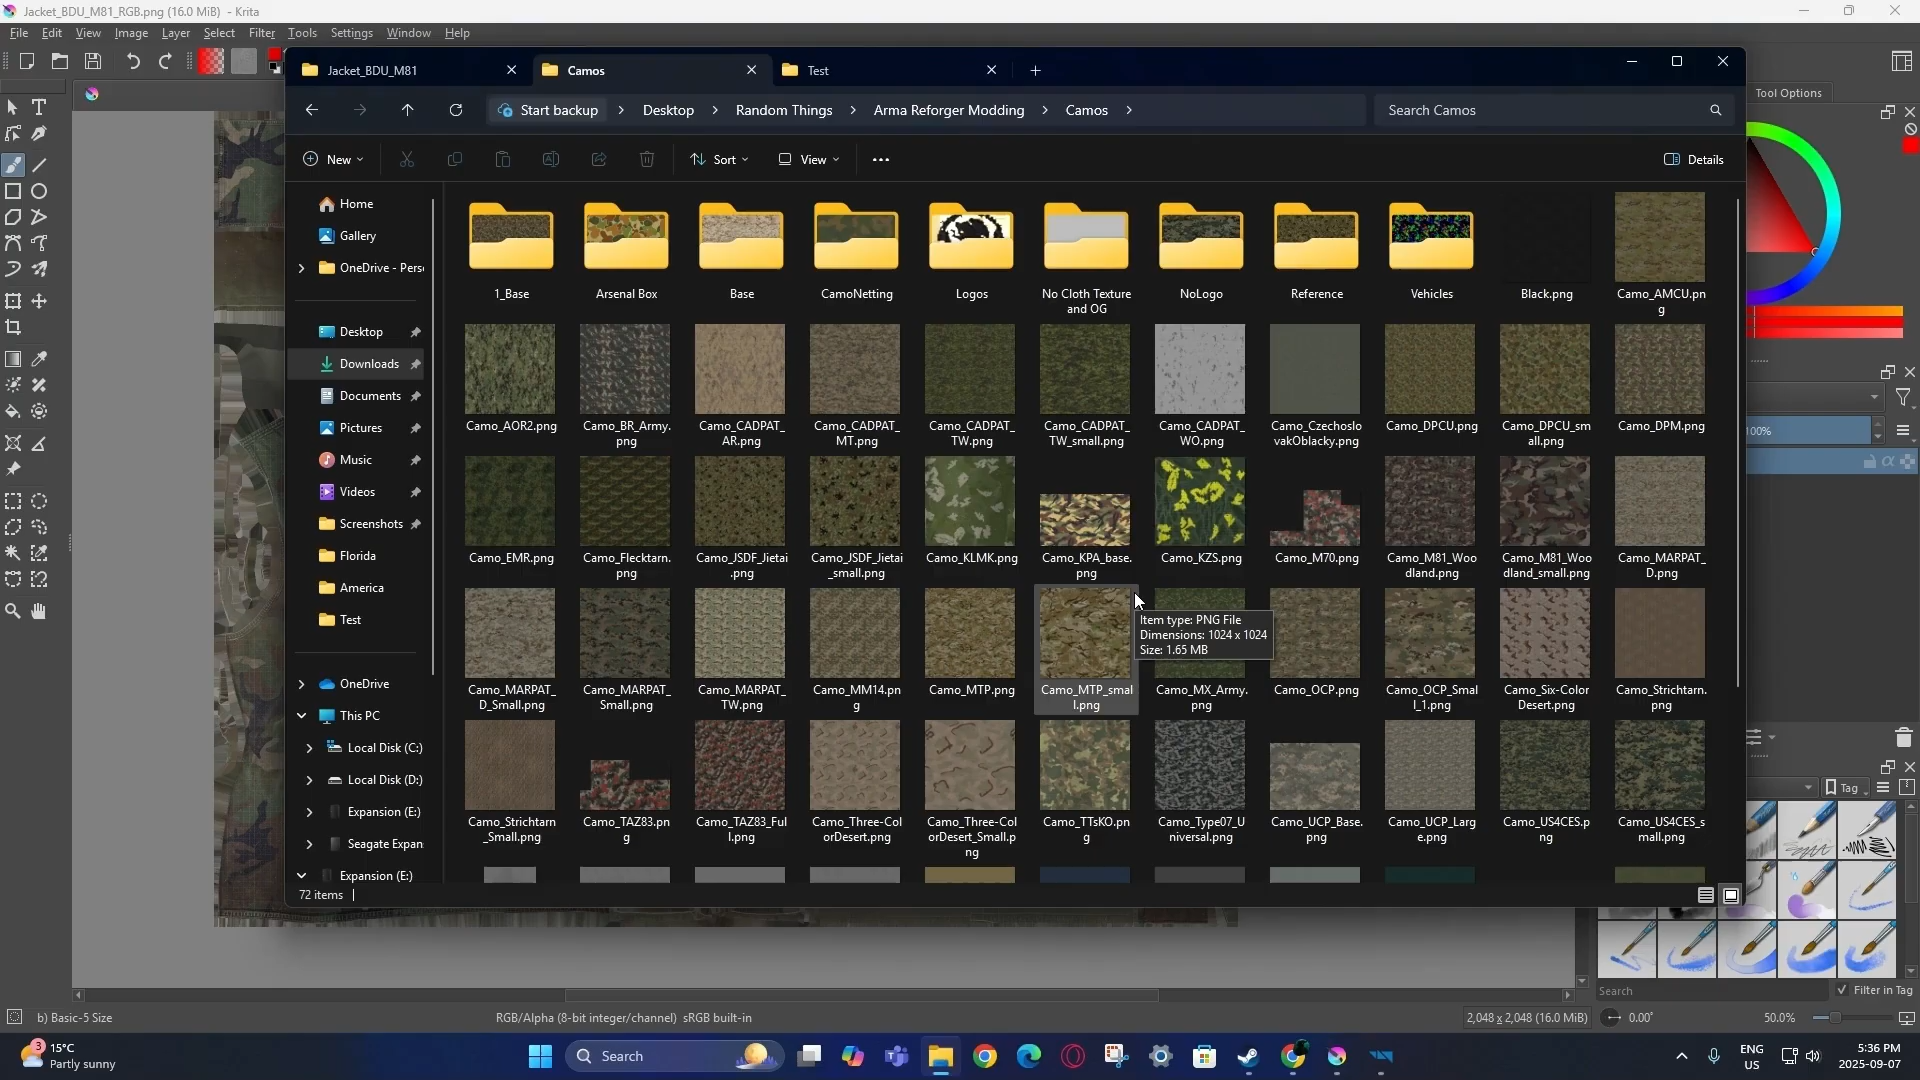 Jacket_BDU_M81_RGB.png (16.0 MiB) - Krita
File Edit View Image Layer Select Filter Tools Settings Window Help
Jacket_BDU_M81
Camos
Test
Tool Options
Start backup > Desktop > Random Things > Arma Reforger Modding > Camos >
Search Camos
New
Sort
View
Details
Home
Gallery
OneDrive - Pers
Desktop
Downloads
Documents
Pictures
Music
Videos
Screenshots
Florida
America
Test
OneDrive
This PC
Local Disk (C:)
Local Disk (D:)
Expansion (E:)
Seagate Expan
Expansion (E:)
1_Base
Arsenal Box
Base
CamoNetting
Logos
No Cloth Texture
and OG
NoLogo
Reference
Vehicles
Black.png
Camo_AMCU.pn
g
Camo_AOR2.png
Camo_BR_Army.
png
Camo_CADPAT_
AR.png
Camo_CADPAT_
MT.png
Camo_CADPAT_
TW.png
Camo_CADPAT_
TW_small.png
Camo_CADPAT_
WO.png
Camo_Czechoslo
vakOblacky.png
Camo_DPCU.png
Camo_DPCU_sm
all.png
Camo_DPM.png
Camo_EMR.png
Camo_Flecktarn.
png
Camo_JSDF_Jietai
.png
Camo_JSDF_Jietai
_small.png
Camo_KLMK.png
Camo_KPA_base.
png
Camo_KZS.png
Camo_M70.png
Camo_M81_Woo
dland.png
Camo_M81_Woo
dland_small.png
Camo_MARPAT_
D.png
Camo_MARPAT_
D_Small.png
Camo_MARPAT_
Small.png
Camo_MARPAT_
TW.png
Camo_MM14.pn
g
Camo_MTP.png
Camo_MTP_smal
l.png
Camo_MX_Army.
png
Camo_OCP.png
Camo_OCP_Smal
l_1.png
Camo_Six-Color
Desert.png
Camo_Strichtarn.
png
Item type: PNG File
Dimensions: 1024 x 1024
Size: 1.65 MB
Camo_Strichtarn
_Small.png
Camo_TAZ83.pn
g
Camo_TAZ83_Ful
l.png
Camo_Three-Col
orDesert.png
Camo_Three-Col
orDesert_Small.p
ng
Camo_TTsKO.pn
g
Camo_Type07_U
niversal.png
Camo_UCP_Base.
png
Camo_UCP_Larg
e.png
Camo_US4CES.p
ng
Camo_US4CES_s
mall.png
72 items
100%
Tag
Search
Filter in Tag
b) Basic-5 Size
RGB/Alpha (8-bit integer/channel) sRGB built-in
2,048 x 2,048 (16.0 MiB)
0.00°
50.0%
3
15°C
Partly sunny
Search
ENG
US
5:36 PM
2025-09-07